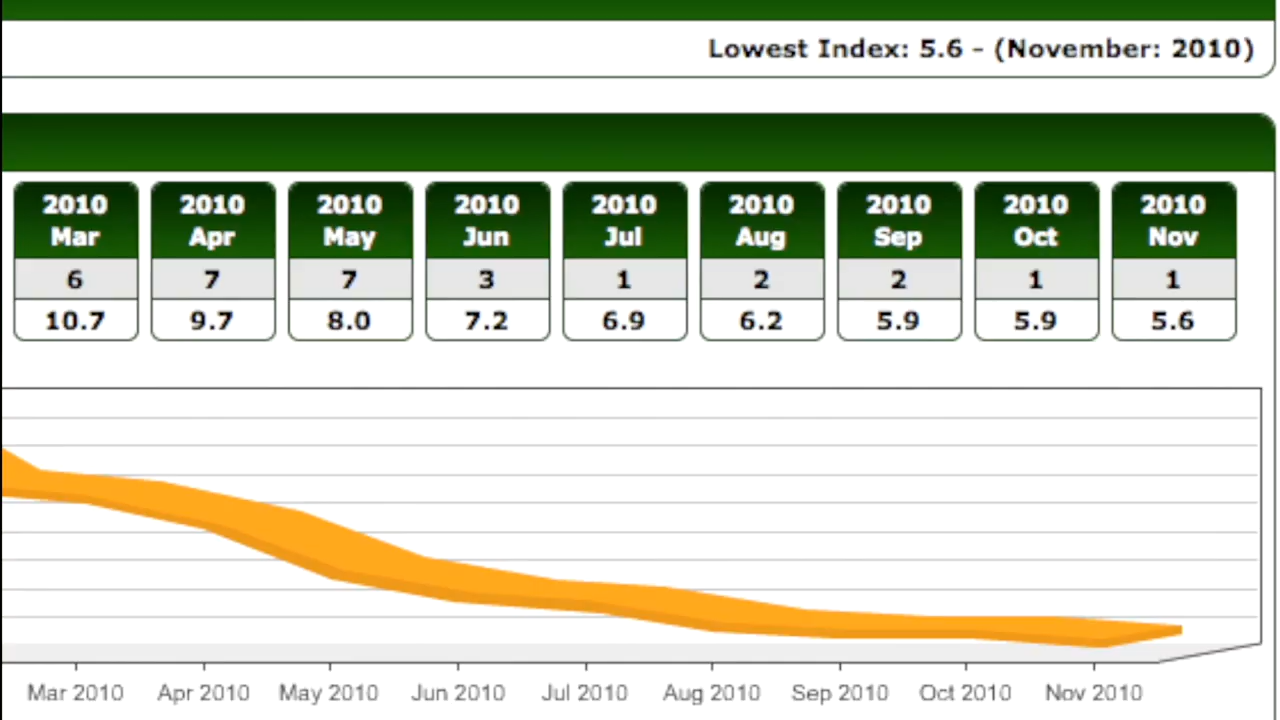 Lowest Index: 5.6 - (November: 2010)
2010 2010 2010 2010 2010 2010 2010 2010 2010
Mar Apr May Jun Jul Aug Sep Oct Nov
6 7 7 3 1 2 2 1 1
10.7 9.7 8.0 7.2 6.9 6.2 5.9 5.9 5.6
Mar 2010 Apr 2010 May 2010 Jun 2010 Jul 2010 Aug 2010 Sep 2010 Oct 2010 Nov 2010